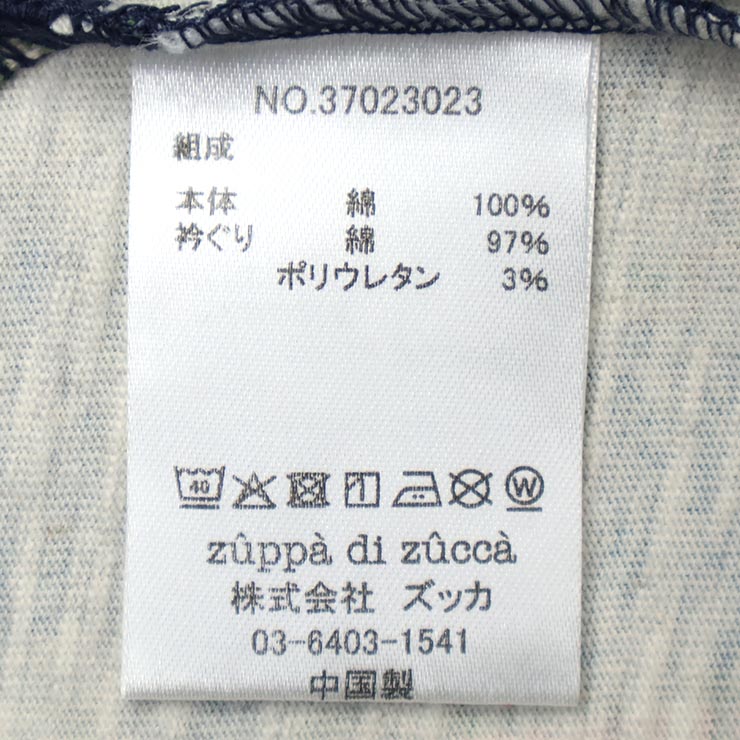 NO.37023023
組成
本体 綿 100%
衿ぐり 綿 97%
ポリウレタン 3%
40 W
zûppà di zûccà
株式会社 ズッカ
03-6403-1541
中国製